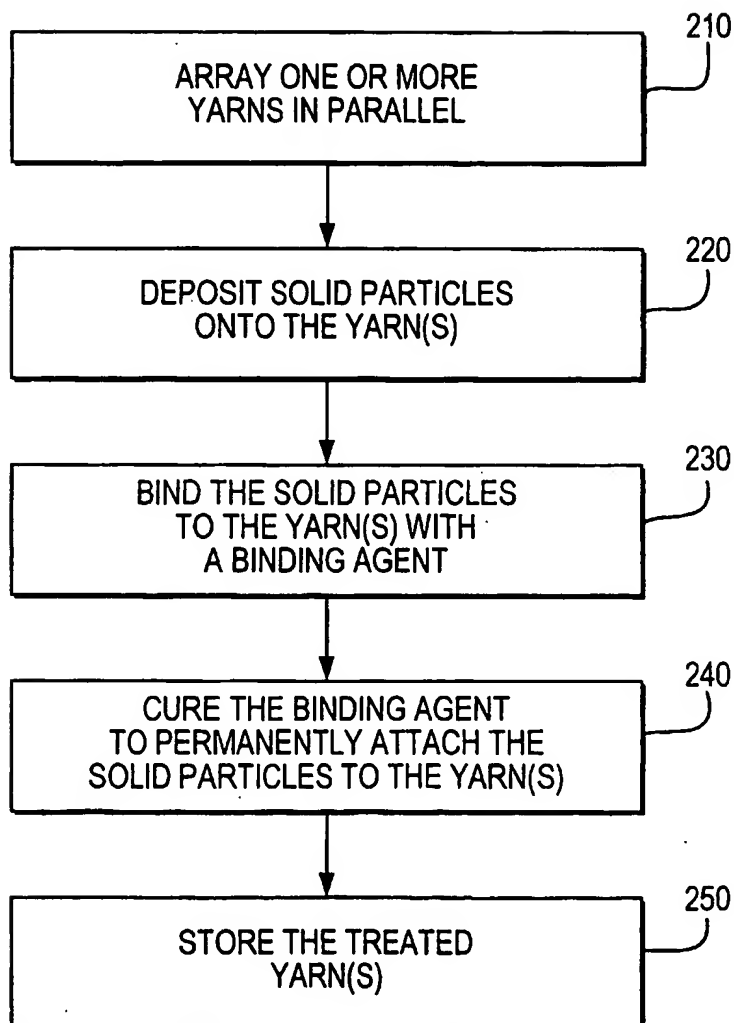 210
ARRAY ONE OR MORE
YARNS IN PARALLEL
220
DEPOSIT SOLID PARTICLES
ONTO THE YARN(S)
230
BIND THE SOLID PARTICLES
TO THE YARN(S) WITH
A BINDING AGENT
240
CURE THE BINDING AGENT
TO PERMANENTLY ATTACH THE
SOLID PARTICLES TO THE YARN(S)
250
STORE THE TREATED
YARN(S)